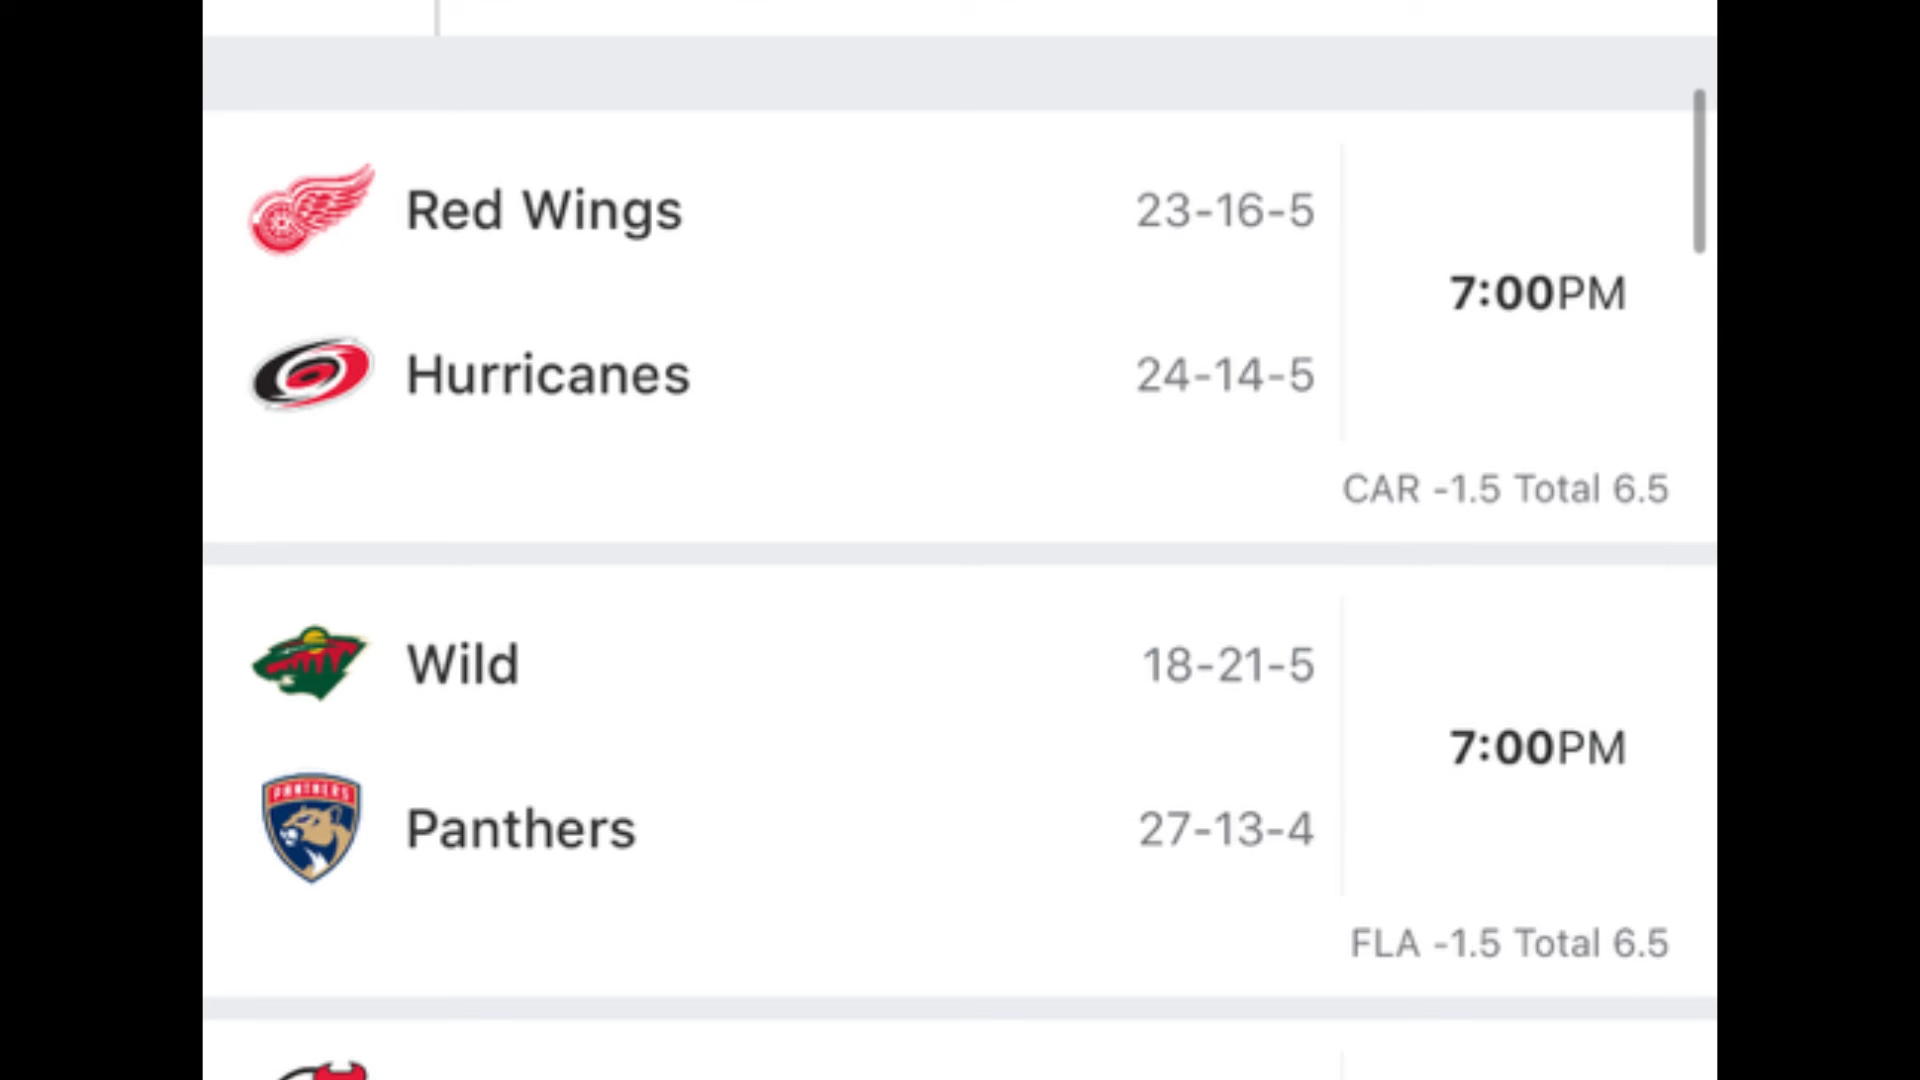 Red Wings 23-16-5
7:00PM
Hurricanes 24-14-5
CAR -1.5 Total 6.5
Wild 18-21-5
7:00PM
PANTHERS
Panthers 27-13-4
FLA -1.5 Total 6.5